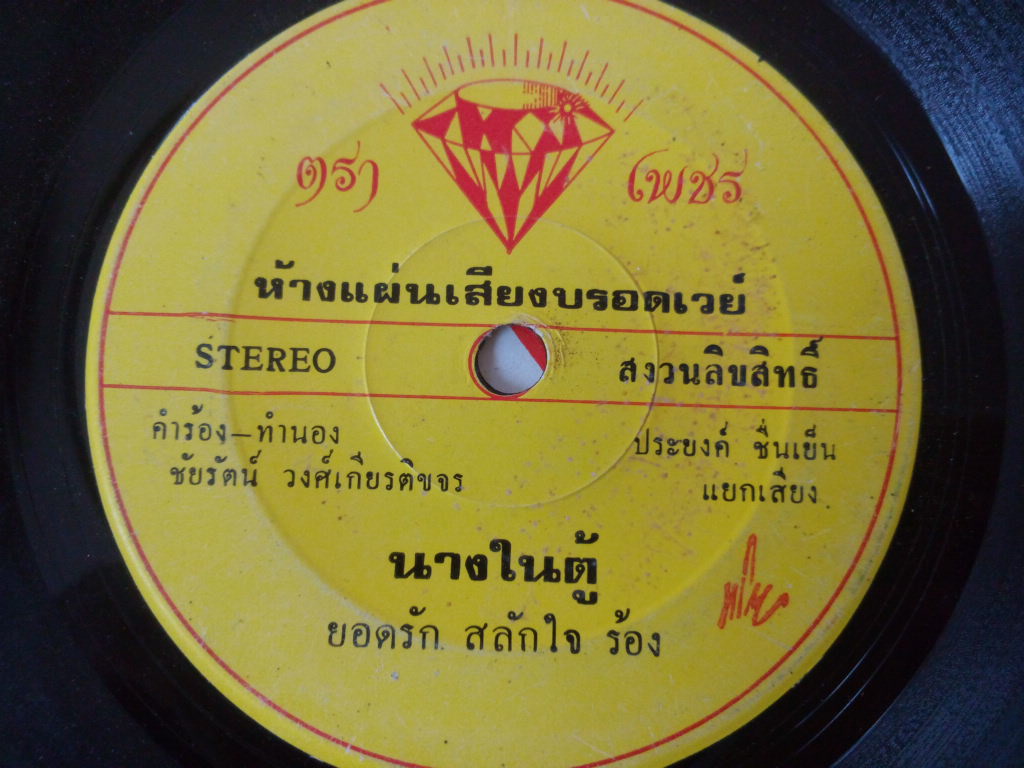 ตรา เพชร
ห้างแผ่นเสียงบรอดเวย์
STEREO สงวนลิขสิทธิ์
คำร้อง-ทำนอง
ชัยรัตน์ วงศ์เกียรติขจร
ประยงค์ ชื่นเย็น
แยกเสียง
นางในตู้
ยอดรัก สลักใจ ร้อง